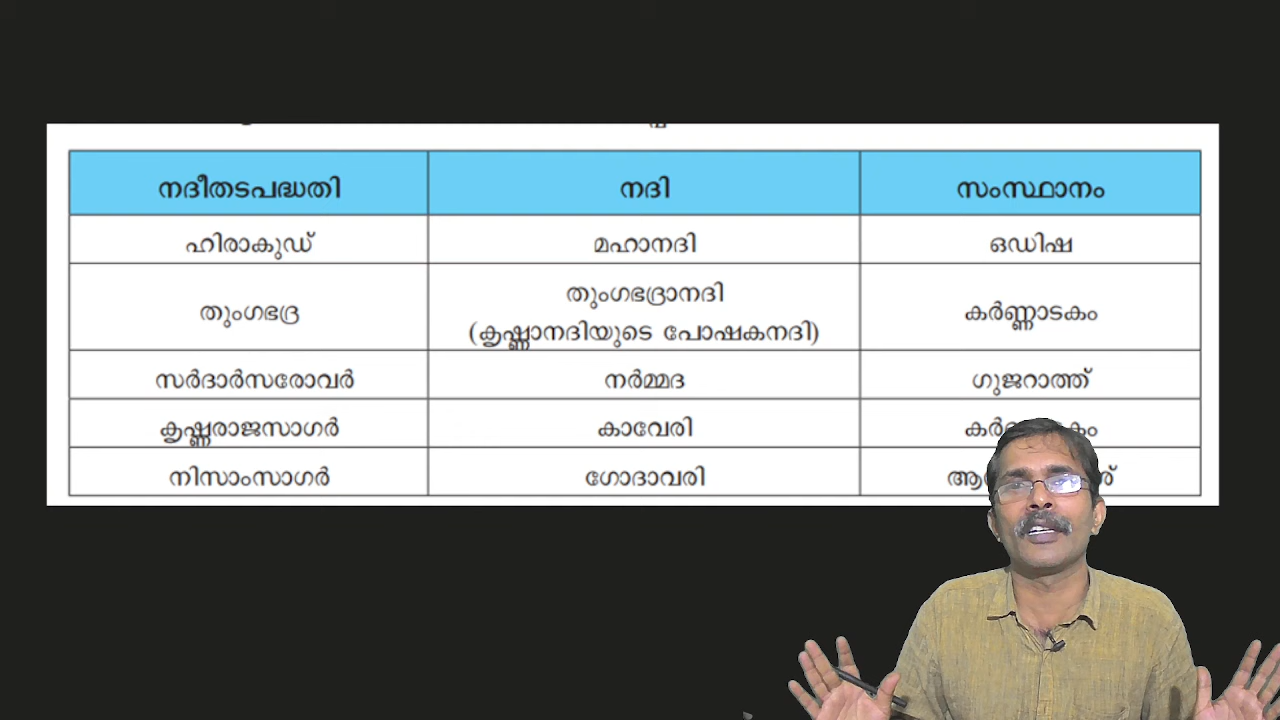 നദീതടപദ്ധതി നദി സംസ്ഥാനം
ഹിരാകുഡ് മഹാനദി ഒഡിഷ
തുംഗഭദ്ര തുംഗഭദ്രാനദി (കൃഷ്ണാനദിയുടെ പോഷകനദി) കർണ്ണാടകം
സർദാർസരോവർ നർമ്മദ ഗുജറാത്ത്
കൃഷ്ണരാജസാഗർ കാവേരി
നിസാംസാഗർ ഗോദാവരി